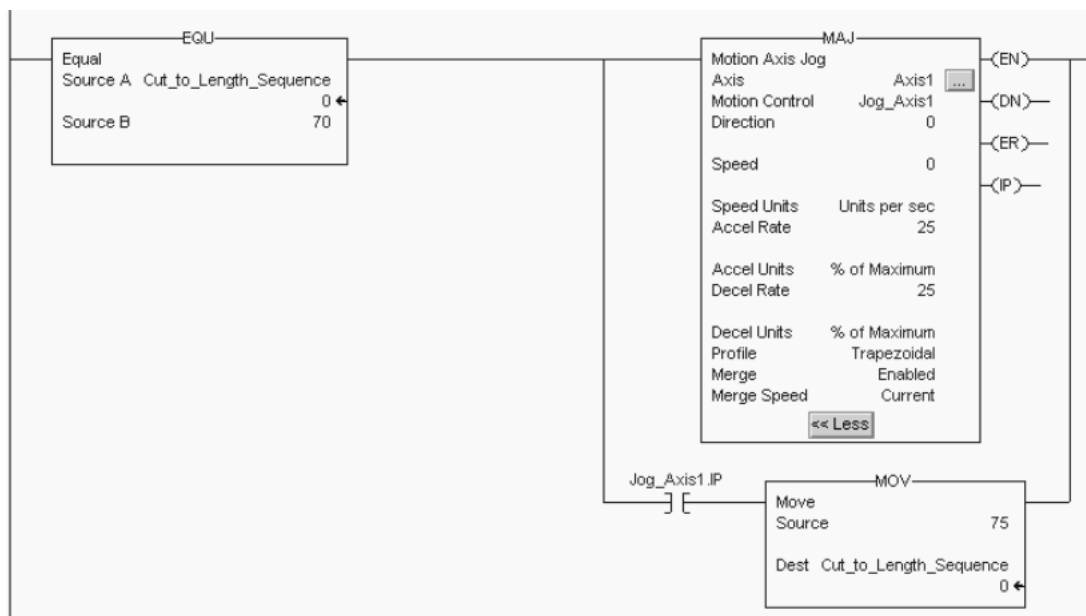 EQU
Equal
Source A Cut_to_Length_Sequence
0
Source B 70
MAJ
Motion Axis Jog
Axis Axis1 ...
Motion Control Jog_Axis1
Direction 0
Speed 0
Speed Units Units per sec
Accel Rate 25
Accel Units % of Maximum
Decel Rate 25
Decel Units % of Maximum
Profile Trapezoidal
Merge Enabled
Merge Speed Current
<< Less
(EN)
(DN)
(ER)
(IP)
Jog_Axis1.IP
MOV
Move
Source 75
Dest Cut_to_Length_Sequence
0